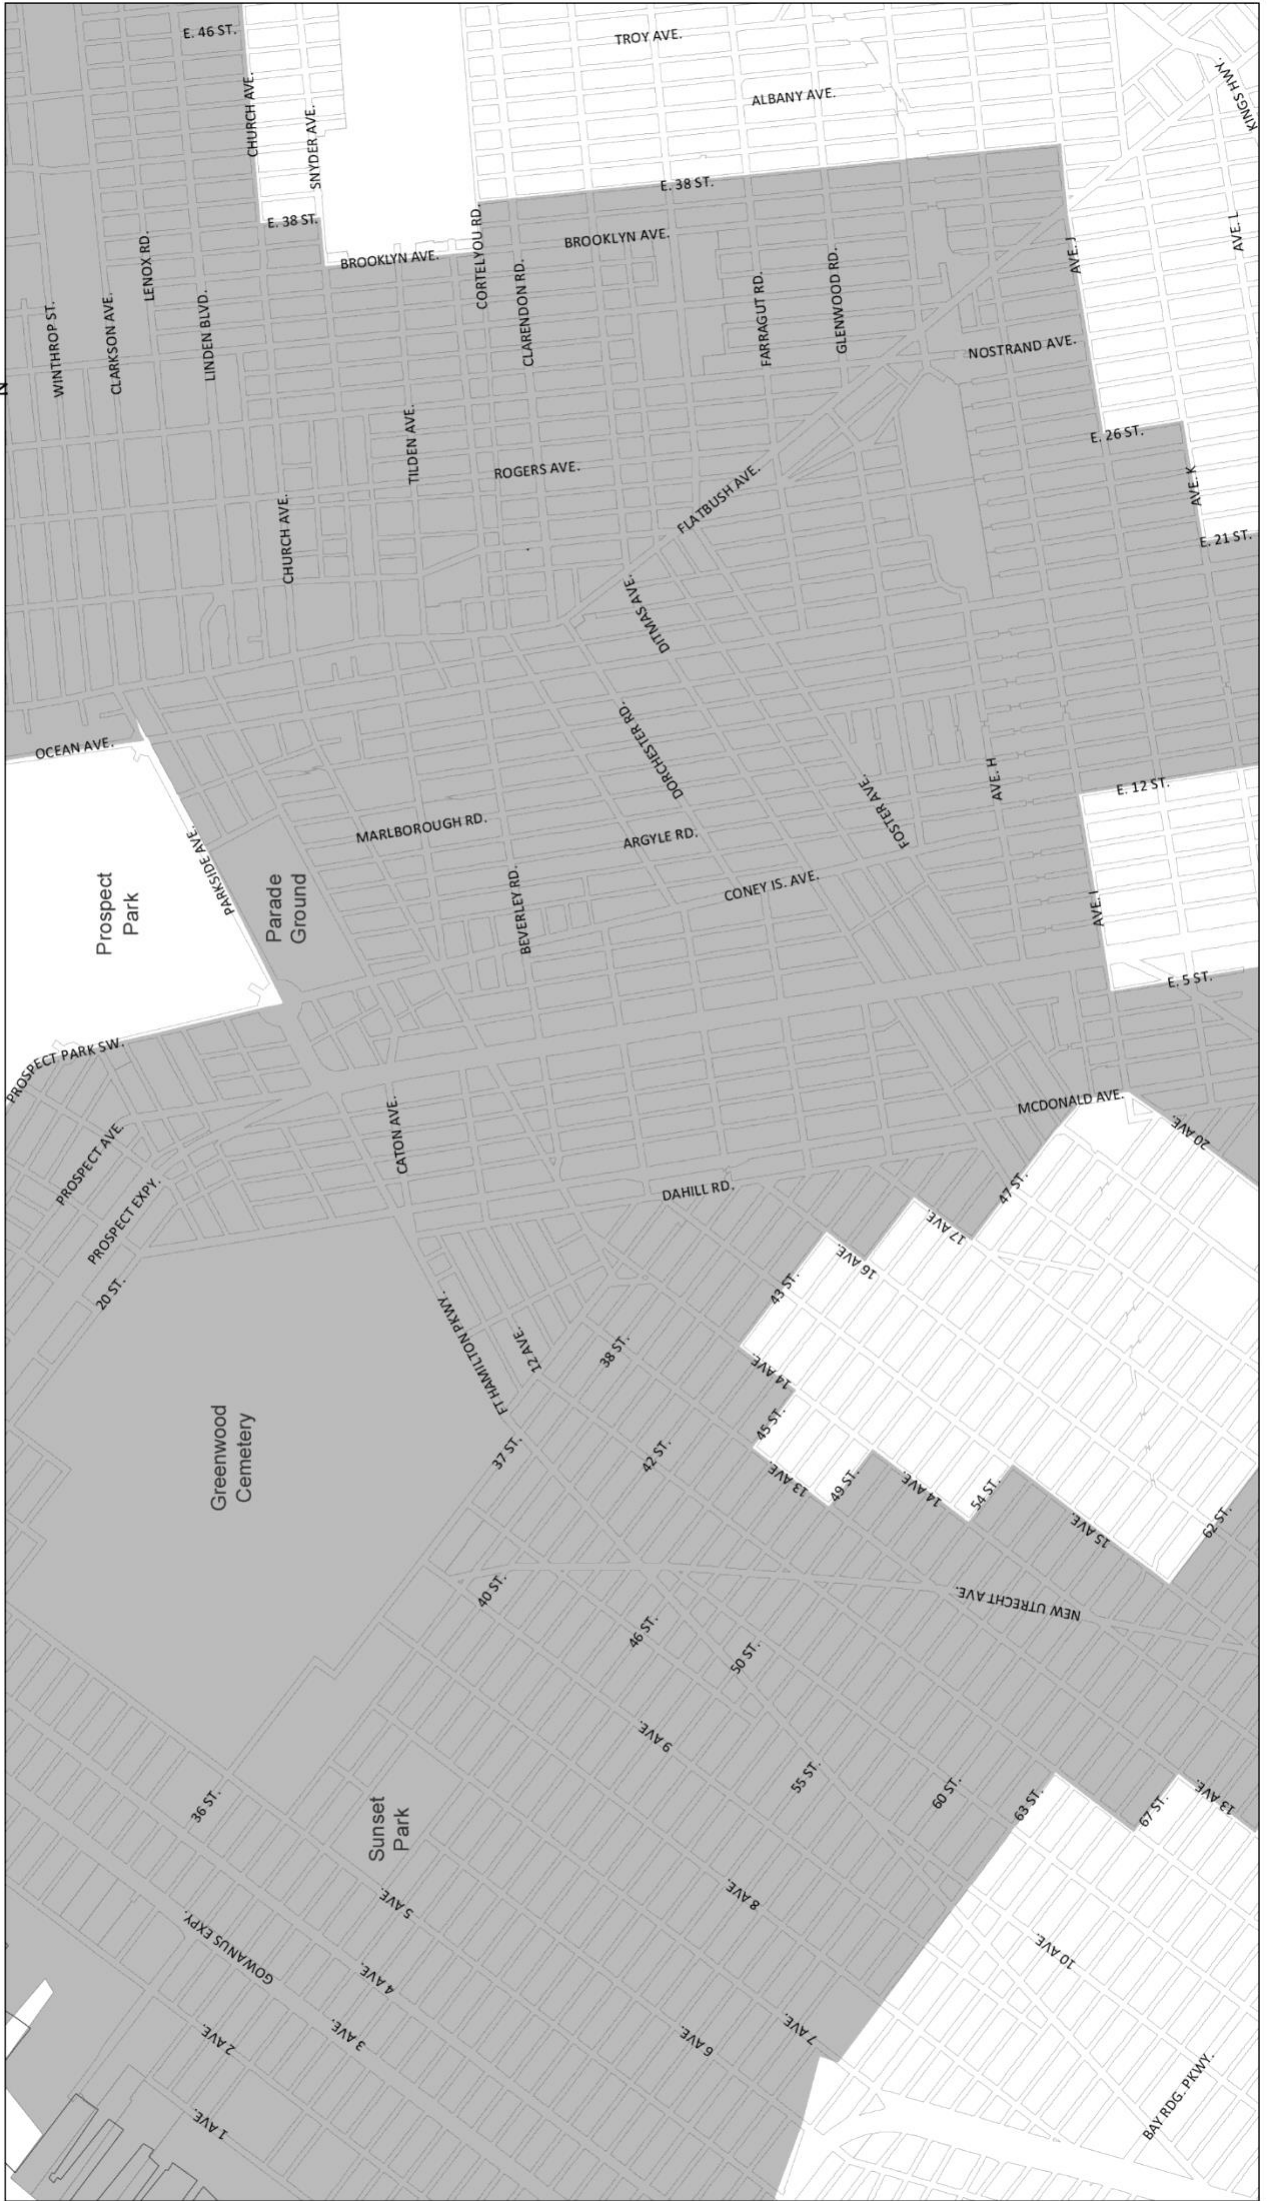 E. 46 ST.
TROY AVE.
CHURCH AVE.
SNYDER AVE.
ALBANY AVE.
KINGS HWY.
E. 38 ST.
E. 38 ST.
BROOKLYN AVE.
BROOKLYN AVE.
LENOX RD.
CORTELYOU RD.
AVE. J
AVE. L
WINTHROP ST.
CLARKSON AVE.
LINDEN BLVD.
CLARENDON RD.
FARRAGUT RD.
GLENWOOD RD.
NOSTRAND AVE.
TILDEN AVE.
ROGERS AVE.
E. 26 ST.
AVE. K
FLATBUSH AVE.
CHURCH AVE.
E. 21 ST.
DITMAS AVE.
OCEAN AVE.
DORCHESTER RD.
AVE. H
E. 12 ST.
FOSTER AVE.
MARLBOROUGH RD.
ARGYLE RD.
PARKSIDE AVE.
Prospect
Park
Parade
Ground
BEVERLEY RD.
CONEY IS. AVE.
AVE. I
E. 5 ST.
PROSPECT PARK SW.
MCDONALD AVE.
20 AVE.
PROSPECT AVE.
CATON AVE.
PROSPECT EXPY.
DAHILL RD.
47 ST.
17 AVE.
16 AVE.
20 ST.
43 ST.
FT HAMILTON PKWY.
12 AVE.
38 ST.
14 AVE.
45 ST.
Greenwood
Cemetery
37 ST.
42 ST.
13 AVE.
49 ST.
14 AVE.
54 ST.
15 AVE.
62 ST.
40 ST.
NEW UTRECHT AVE.
46 ST.
50 ST.
9 AVE.
55 ST.
60 ST.
63 ST.
67 ST.
13 AVE.
36 ST.
Sunset
Park
5 AVE.
8 AVE.
GOWANUS EXPY.
4 AVE.
10 AVE.
2 AVE.
3 AVE.
6 AVE.
7 AVE.
1 AVE.
BAY RDG. PKWY.